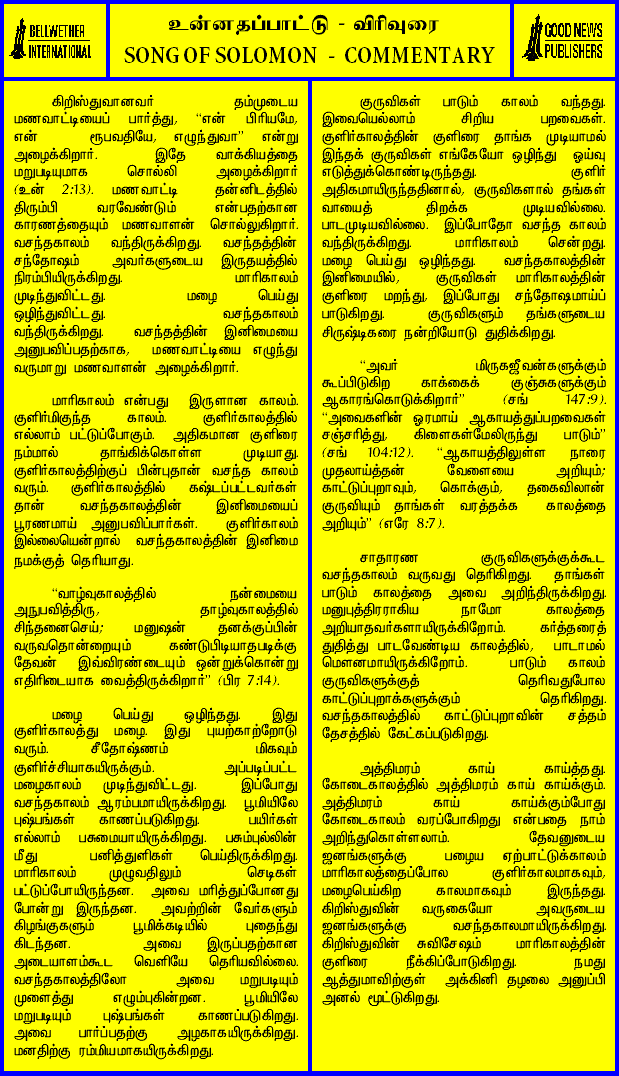 BELLWETHER
INTERNATIONAL
உன்னதப்பாட்டு - விரிவுரை
SONG OF SOLOMON - COMMENTARY
GOOD NEWS
PUBLISHERS
கிறிஸ்துவானவர் தம்முடைய
மணவாட்டியைப் பார்த்து, "என் பிரியமே,
என் ரூபவதியே, எழுந்துவா" என்று
அழைக்கிறார். இதே வாக்கியத்தை
மறுபடியுமாக சொல்லி அழைக்கிறார்
(உன் 2:13). மணவாட்டி தன்னிடத்தில்
திரும்பி வரவேண்டும் என்பதற்கான
காரணத்தையும் மணவாளன் சொல்லுகிறார்.
வசந்தகாலம் வந்திருக்கிறது. வசந்தத்தின்
சந்தோஷம் அவர்களுடைய இருதயத்தில்
நிரம்பியிருக்கிறது. மாரிகாலம்
முடிந்துவிட்டது. மழை பெய்து
ஒழிந்துவிட்டது. வசந்தகாலம்
வந்திருக்கிறது. வசந்தத்தின் இனிமையை
அனுபவிப்பதற்காக, மணவாட்டியை எழுந்து
வருமாறு மணவாளன் அழைக்கிறார்.
மாரிகாலம் என்பது இருளான காலம்.
குளிர்மிகுந்த காலம். குளிர்காலத்தில்
எல்லாம் பட்டுப்போகும். அதிகமான குளிரை
நம்மால் தாங்கிக்கொள்ள முடியாது.
குளிர்காலத்திற்குப் பின்புதான் வசந்த காலம்
வரும். குளிர்காலத்தில் கஷ்டப்பட்டவர்கள்
தான் வசந்தகாலத்தின் இனிமையைப்
பூரணமாய் அனுபவிப்பார்கள். குளிர்காலம்
இல்லையென்றால் வசந்தகாலத்தின் இனிமை
நமக்குத் தெரியாது.
"வாழ்வுகாலத்தில் நன்மையை
அநுபவித்திரு, தாழ்வுகாலத்தில்
சிந்தனைசெய்; மனுஷன் தனக்குப்பின்
வருவதொன்றையும் கண்டுபிடியாதபடிக்கு
தேவன் இவ்விரண்டையும் ஒன்றுக்கொன்று
எதிரிடையாக வைத்திருக்கிறார்" (பிர 7:14).
மழை பெய்து ஒழிந்தது. இது
குளிர்காலத்து மழை. இது புயற்காற்றோடு
வரும். சீதோஷ்ணம் மிகவும்
குளிர்ச்சியாகயிருக்கும். அப்படிப்பட்ட
மழைகாலம் முடிந்துவிட்டது. இப்போது
வசந்தகாலம் ஆரம்பமாயிருக்கிறது. பூமியிலே
புஷ்பங்கள் காணப்படுகிறது. பயிர்கள்
எல்லாம் பசுமையாயிருக்கிறது. பசும்புல்லின்
மீது பனித்துளிகள் பெய்திருக்கிறது.
மாரிகாலம் முழுவதிலும் செடிகள்
பட்டுப்போயிருந்தன. அவை மரித்துப்போனது
போன்று இருந்தன. அவற்றின் வேர்களும்
கிழங்குகளும் பூமிக்கடியில் புதைந்து
கிடந்தன. அவை இருப்பதற்கான
அடையாளம்கூட வெளியே தெரியவில்லை.
வசந்தகாலத்திலோ அவை மறுபடியும்
முளைத்து எழும்புகின்றன. பூமியிலே
மறுபடியும் புஷ்பங்கள் காணப்படுகிறது.
அவை பார்ப்பதற்கு அழகாகயிருக்கிறது.
மனதிற்கு ரம்மியமாகயிருக்கிறது.
குருவிகள் பாடும் காலம் வந்தது.
இவையெல்லாம் சிறிய பறவைகள்.
குளிர்காலத்தின் குளிரை தாங்க முடியாமல்
இந்தக் குருவிகள் எங்கேயோ ஒழிந்து ஓய்வு
எடுத்துக்கொண்டிருந்தது. குளிர்
அதிகமாயிருந்ததினால், குருவிகளால் தங்கள்
வாயைத் திறக்க முடியவில்லை.
பாடமுடியவில்லை. இப்போதோ வசந்த காலம்
வந்திருக்கிறது. மாரிகாலம் சென்றது.
மழை பெய்து ஒழிந்தது. வசந்தகாலத்தின்
இனிமையில், குருவிகள் மாரிகாலத்தின்
குளிரை மறந்து, இப்போது சந்தோஷமாய்ப்
பாடுகிறது. குருவிகளும் தங்களுடைய
சிருஷ்டிகரை நன்றியோடு துதிக்கிறது.
"அவர் மிருகஜீவன்களுக்கும்
கூப்பிடுகிற காக்கைக் குஞ்சுகளுக்கும்
ஆகாரங்கொடுக்கிறார்" (சங் 147:9).
"அவைகளின் ஓரமாய் ஆகாயத்துப்பறவைகள்
சஞ்சரித்து, கிளைகள்மேலிருந்து பாடும்"
(சங் 104:12). "ஆகாயத்திலுள்ள நாரை
முதலாய்த்தன் வேளையை அறியும்;
காட்டுப்புறாவும், கொக்கும், தகைவிலான்
குருவியும் தாங்கள் வரத்தக்க காலத்தை
அறியும்" (எரே 8:7).
சாதாரண குருவிகளுக்குக்கூட
வசந்தகாலம் வருவது தெரிகிறது. தாங்கள்
பாடும் காலத்தை அவை அறிந்திருக்கிறது.
மனுபுத்திரராகிய நாமோ காலத்தை
அறியாதவர்களாயிருக்கிறோம். கர்த்தரைத்
துதித்து பாடவேண்டிய காலத்தில், பாடாமல்
மௌனமாயிருக்கிறோம். பாடும் காலம்
குருவிகளுக்குத் தெரிவதுபோல
காட்டுப்புறாக்களுக்கும் தெரிகிறது.
வசந்தகாலத்தில் காட்டுப்புறாவின் சத்தம்
தேசத்தில் கேட்கப்படுகிறது.
அத்திமரம் காய் காய்த்தது.
கோடைகாலத்தில் அத்திமரம் காய் காய்க்கும்.
அத்திமரம் காய் காய்க்கும்போது
கோடைகாலம் வரப்போகிறது என்பதை நாம்
அறிந்துகொள்ளலாம். தேவனுடைய
ஜனங்களுக்கு பழைய ஏற்பாட்டுக்காலம்
மாரிகாலத்தைப்போல குளிர்காலமாகவும்,
மழைபெய்கிற காலமாகவும் இருந்தது.
கிறிஸ்துவின் வருகையோ அவருடைய
ஜனங்களுக்கு வசந்தகாலமாயிருக்கிறது.
கிறிஸ்துவின் சுவிசேஷம் மாரிகாலத்தின்
குளிரை நீக்கிப்போடுகிறது. நமது
ஆத்துமாவிற்குள் அக்கினி தழலை அனுப்பி
அனல் மூட்டுகிறது.